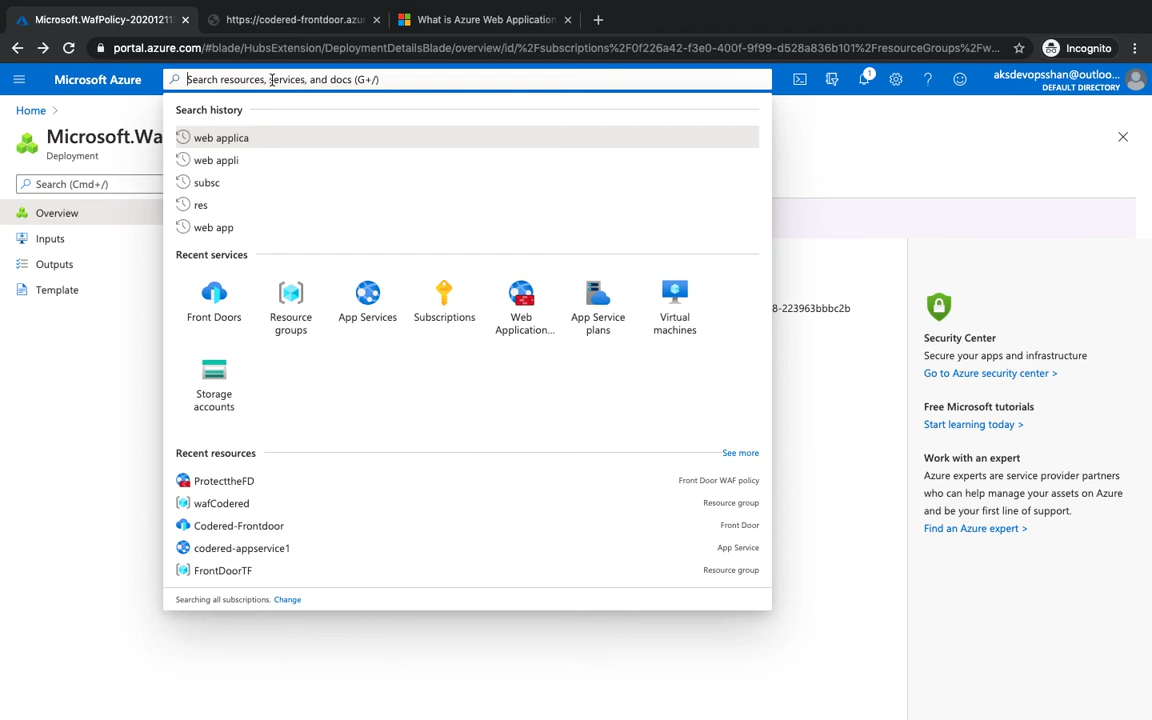 Microsoft.WafPolicy-2020121
https://codered-frontdoor.azur
What is Azure Web Application
portal.azure.com/#blade/HubsExtension/DeploymentDetailsBlade/overview/id/%2Fsubscriptions%2F0f226a42-f3e0-400f-9f99-d528a836b101%2FresourceGroups%2Fw...
Incognito
Microsoft Azure
Search resources, services, and docs (G+/)
1
aksdevopsshan@outloo...
DEFAULT DIRECTORY
Home
Microsoft.Wa
Deployment
Search (Cmd+/)
Overview
Inputs
Outputs
Template
Search history
web applica
web appli
subsc
res
web app
Recent services
Front Doors
Resource groups
App Services
Subscriptions
Web Application...
App Service plans
Virtual machines
Storage accounts
Recent resources
See more
ProtecttheFD
Front Door WAF policy
wafCodered
Resource group
Codered-Frontdoor
Front Door
codered-appservice1
App Service
FrontDoorTF
Resource group
Searching all subscriptions. Change
8-223963bbbc2b
Security Center
Secure your apps and infrastructure
Go to Azure security center >
Free Microsoft tutorials
Start learning today >
Work with an expert
Azure experts are service provider partners
who can help manage your assets on Azure
and be your first line of support.
Find an Azure expert >